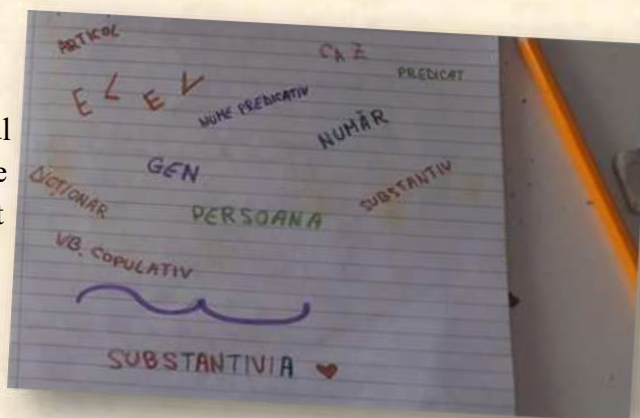 ARTICOL
CAZ
PREDICAT
ELEV
NUME PREDICATIV
NUMĂR
GEN
SUBSTANTIV
DICȚIONAR
PERSOANA
VB. COPULATIV
SUBSTANTIVIA